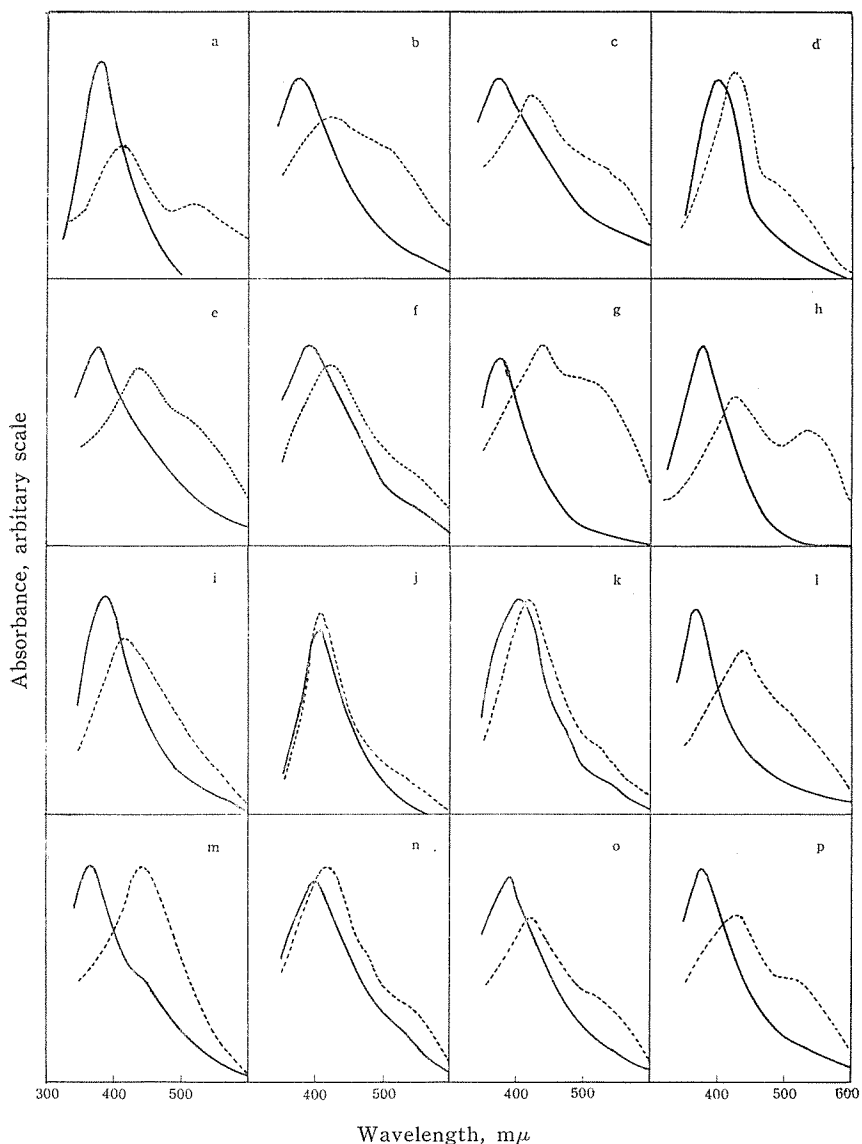 a b c d
e f g h
Absorbance, arbitary scale
i j k l
m n o p
300 400 500 400 500 400 500 400 500 600
Wavelength, mμ